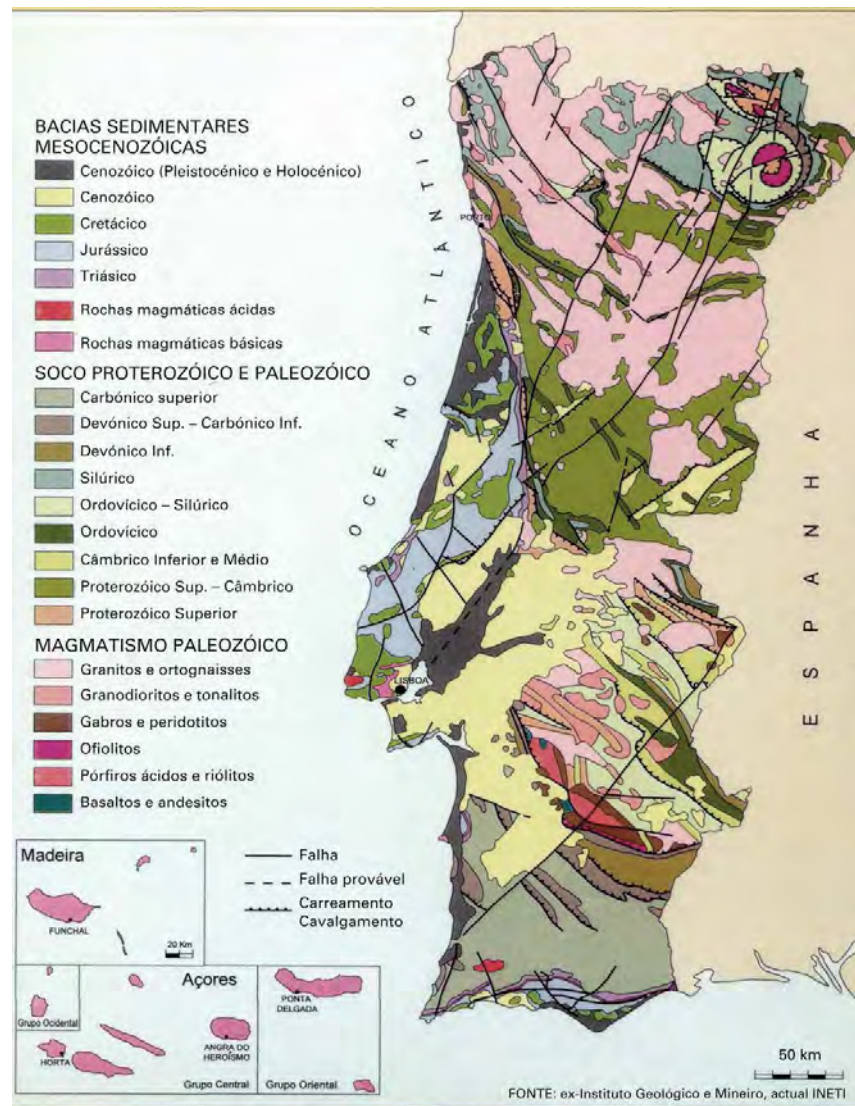 BACIAS SEDIMENTARES
MESOCENOZÓICAS
Cenozóico (Pleistocénico e Holocénico)
Cenozóico
Cretácico
Jurássico
Triásico
Rochas magmáticas ácidas
Rochas magmáticas básicas
SOCO PROTEROZÓICO E PALEOZÓICO
Carbónico superior
Devónico Sup. – Carbónico Inf.
Devónico Inf.
Silúrico
Ordovícico – Silúrico
Ordovícico
Câmbrico Inferior e Médio
Proterozóico Sup. – Câmbrico
Proterozóico Superior
MAGMATISMO PALEOZÓICO
Granitos e ortognaisses
Granodioritos e tonalitos
Gabros e peridotitos
Ofiolitos
Pórfiros ácidos e riólitos
Basaltos e andesitos
OCEANO ATLÂNTICO
PORTO
LISBOA
ESPANHA
Madeira
FUNCHAL
20 Km
Falha
Falha provável
Carreamento
Cavalgamento
Açores
Grupo Ocidental
HORTA
ANGRA DO
HEROÍSMO
Grupo Central
PONTA
DELGADA
Grupo Oriental
50 km
FONTE: ex-Instituto Geológico e Mineiro, actual INETI